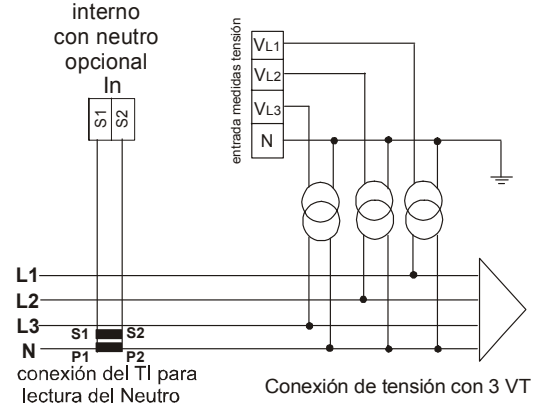 interno
con neutro
opcional
In
S1 S2
entrada medidas tensión
VL1
VL2
VL3
N
L1
L2
L3
S1 S2
N
P1 P2
conexión del TI para
lectura del Neutro
Conexión de tensión con 3 VT